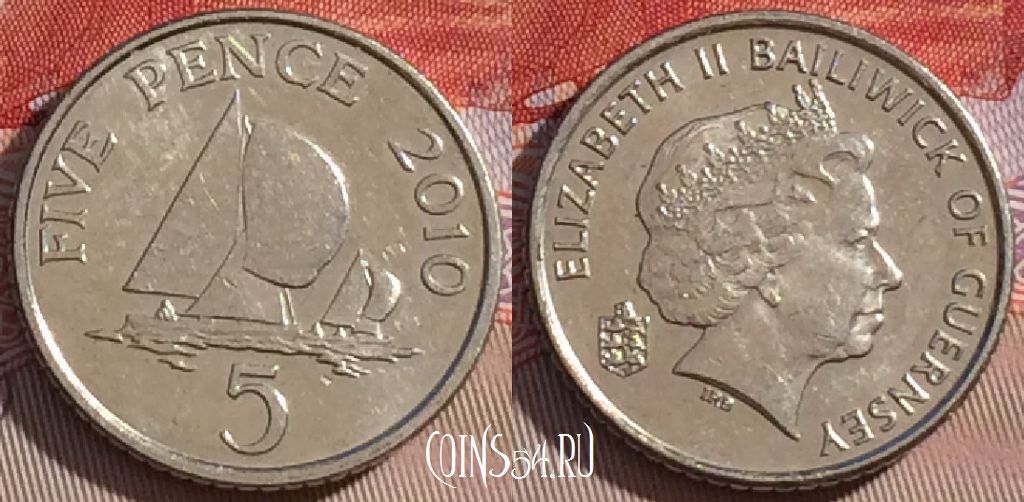 FIVE PENCE 2010
5
ELIZABETH II BAILIWICK OF GUERNSEY
IRB
COINS54.RU